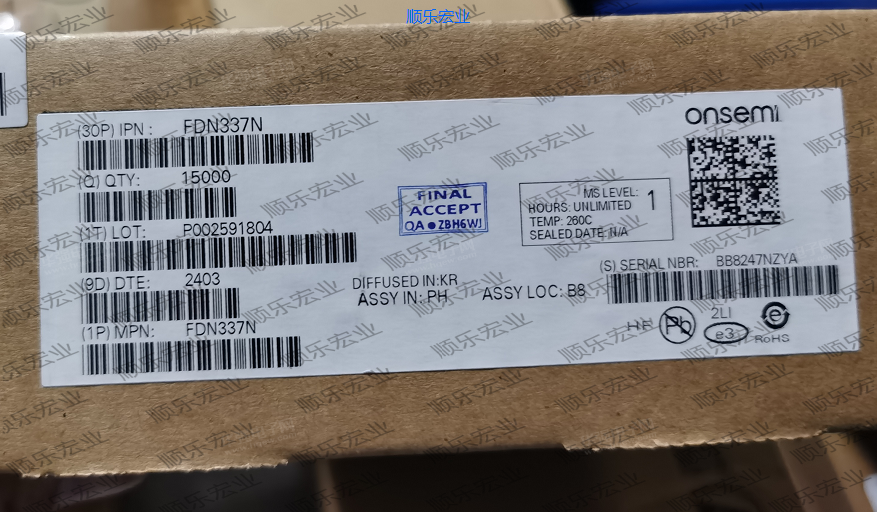 顺乐宏业
onsemi
(30P) IPN : FDN337N
(Q) QTY: 15000
(1T) LOT: P002591804
(9D) DTE: 2403
(1P) MPN: FDN337N
FINAL
ACCEPT
QA ● ZBH6WJ
MS LEVEL: 1
HOURS: UNLIMITED
TEMP: 260C
SEALED DATE: N/A
DIFFUSED IN:KR
ASSY IN: PH ASSY LOC: B8
(S) SERIAL NBR: BB8247NZYA
HF Pb 2LI
e3 e
RoHS